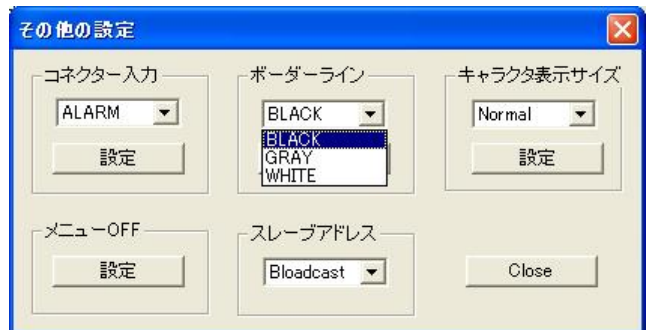 その他の設定
コネクター入力
ALARM
設定
ボーダーライン
BLACK
BLACK
GRAY
WHITE
キャラクタ表示サイズ
Normal
設定
メニューOFF
設定
スレーブアドレス
Bloadcast
Close